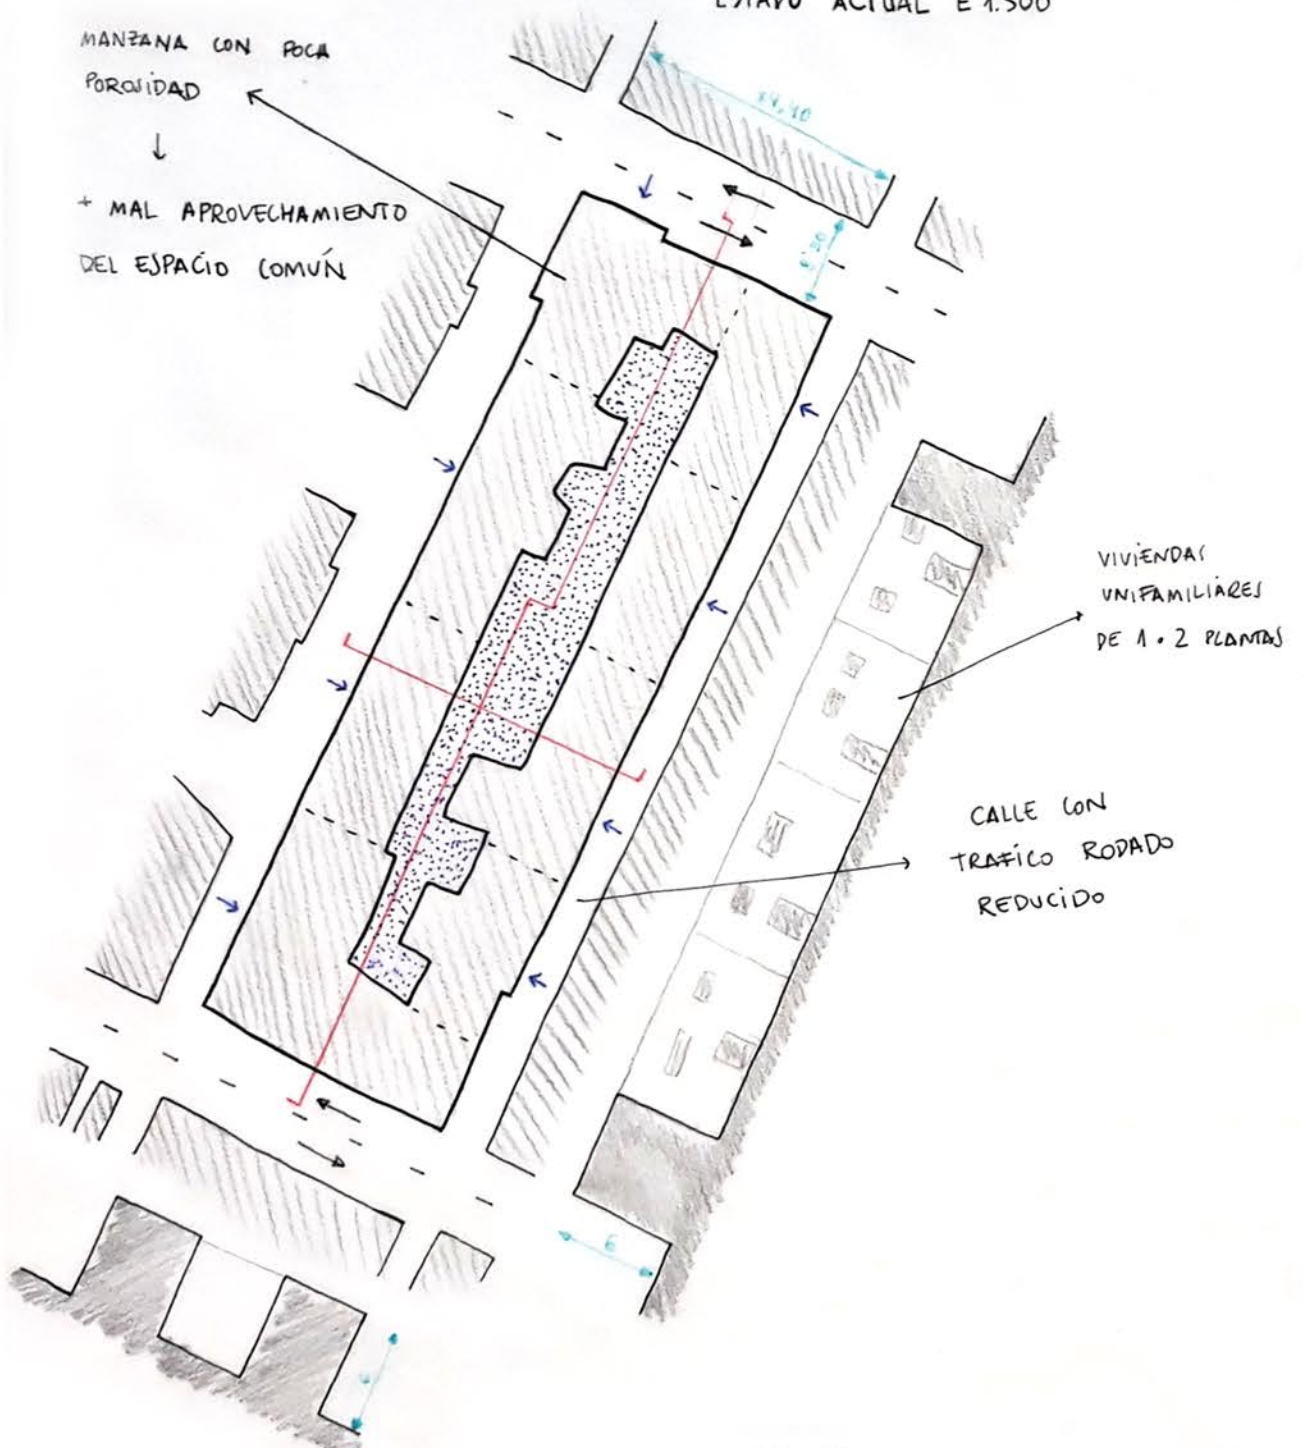 ESTADO ACTUAL E 1:500
MANZANA CON POCA
POROSIDAD
↓
+ MAL APROVECHAMIENTO
DEL ESPACIO COMÚN
VIVIENDAS
UNIFAMILIARES
DE 1 • 2 PLANTAS
CALLE CON
TRAFICO RODADO
REDUCIDO
6